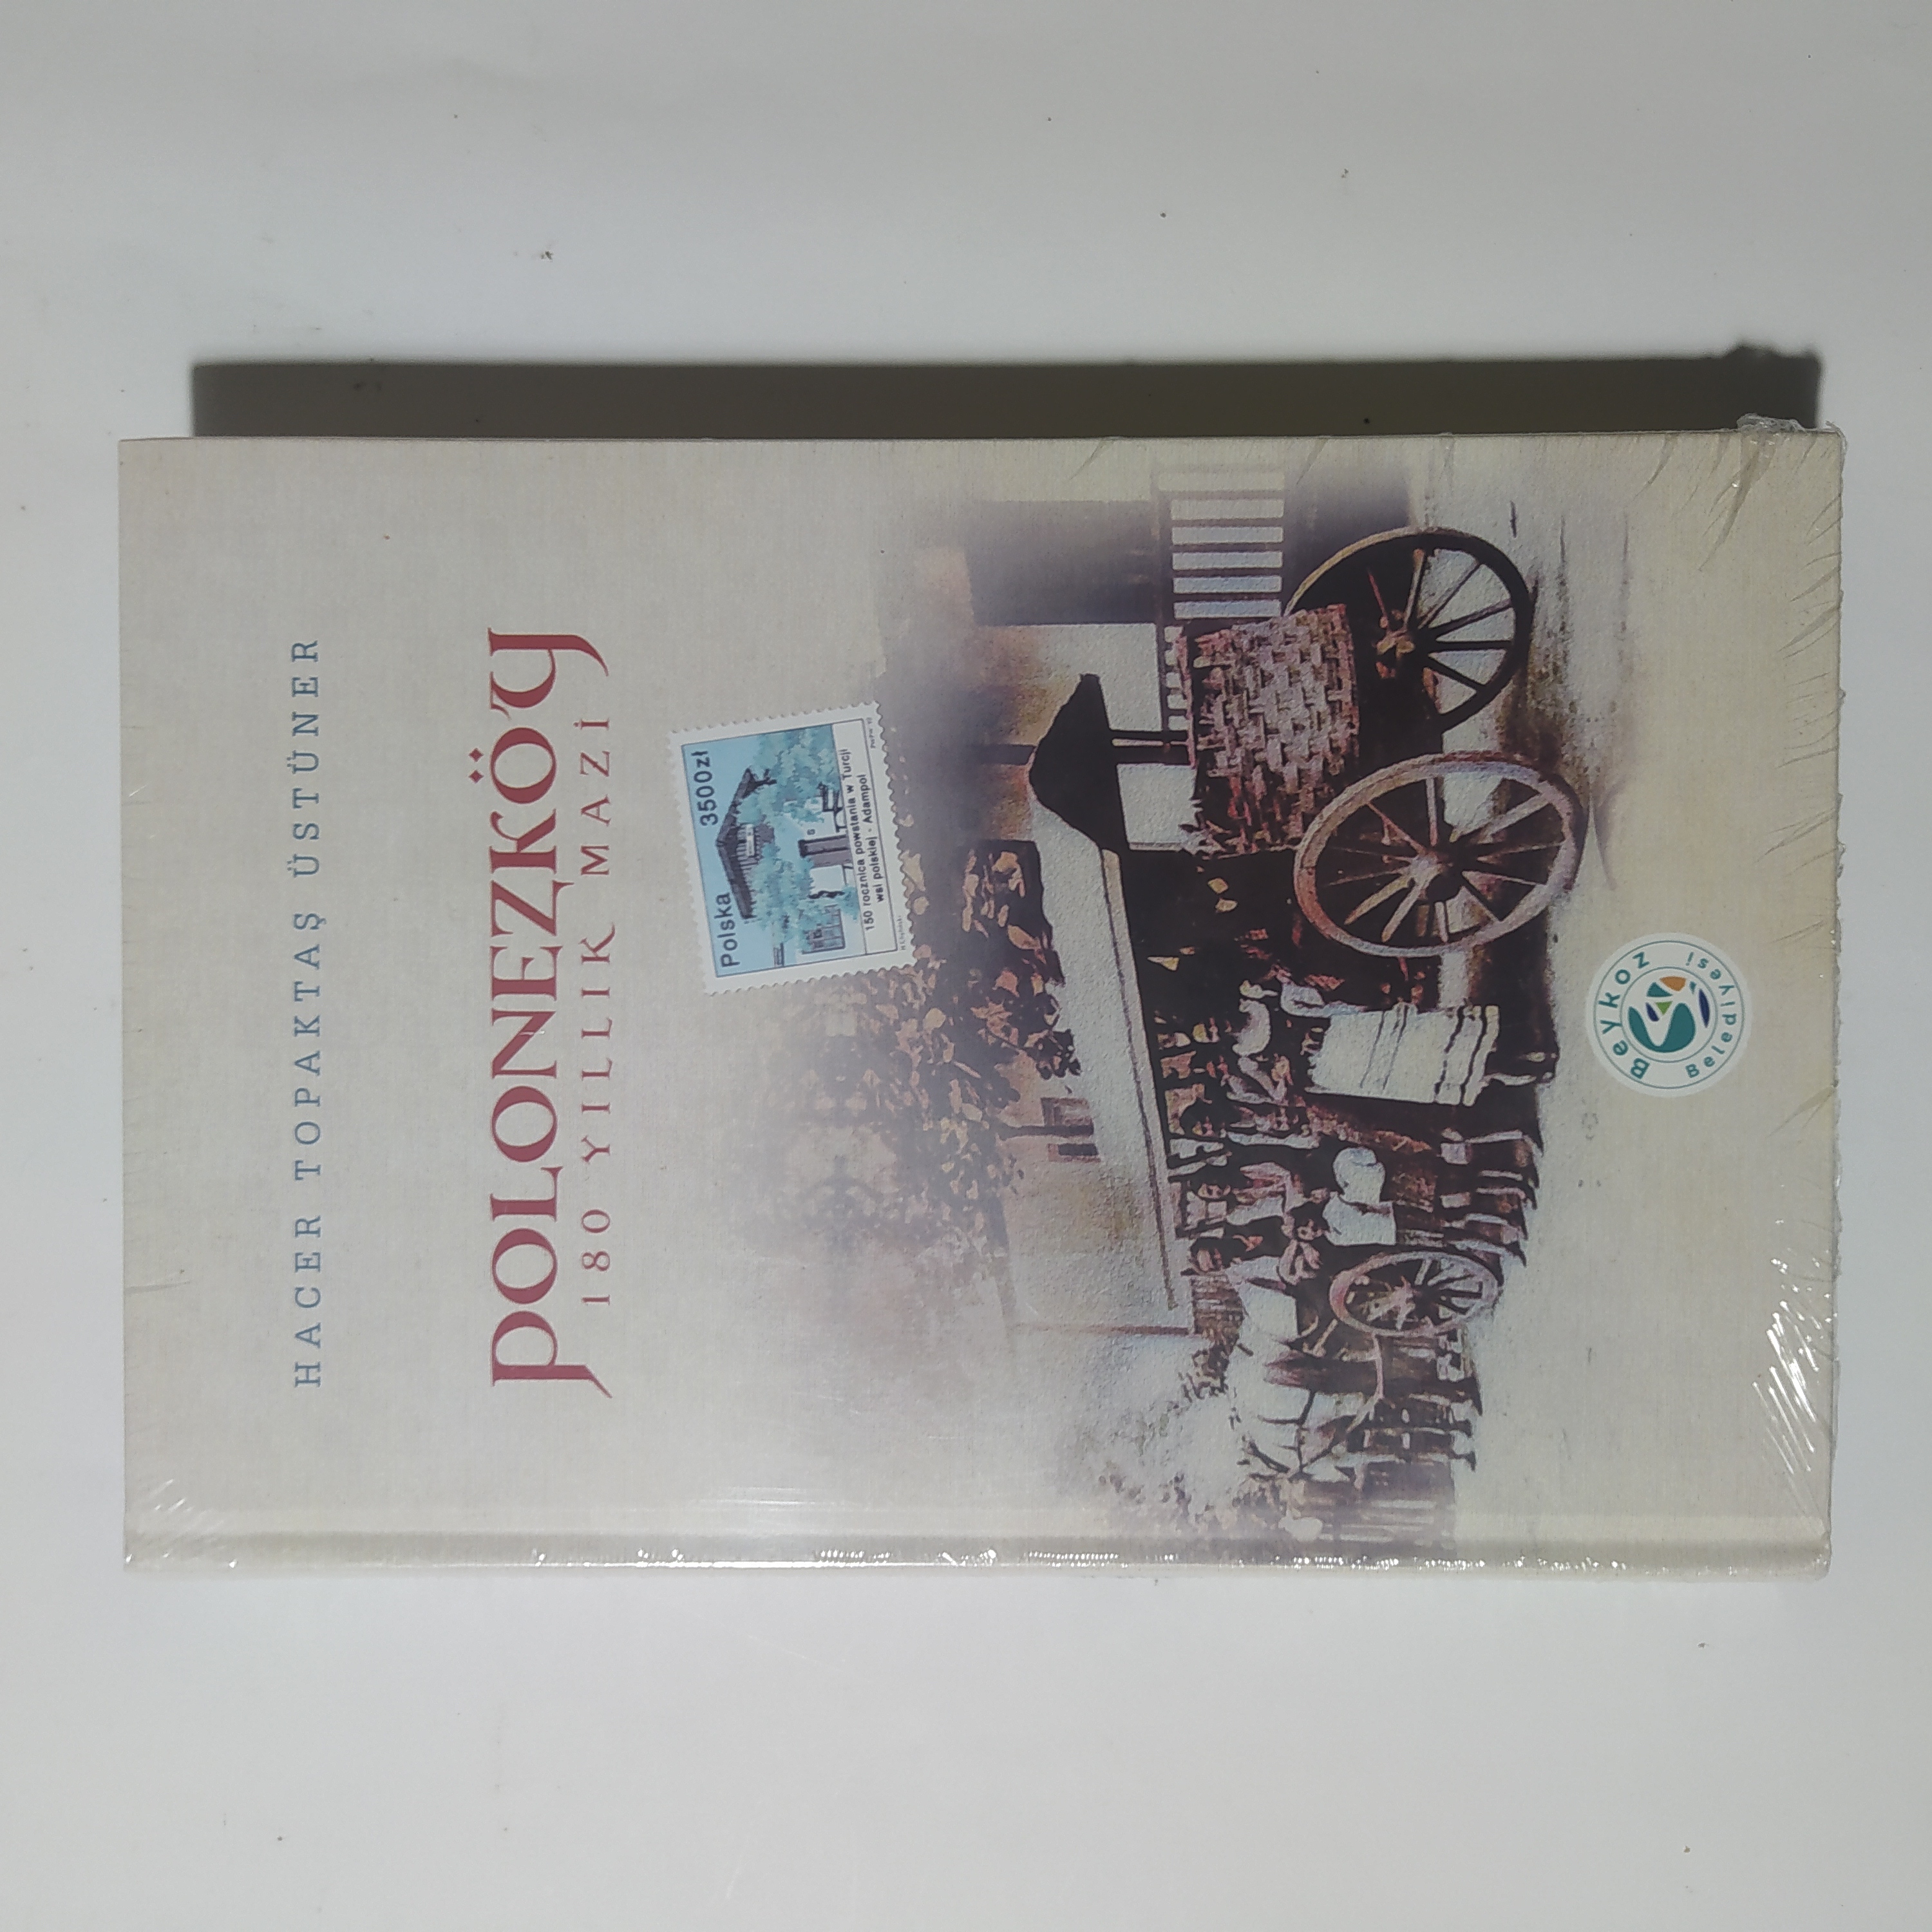 HACER TOPAKTAŞ ÜSTÜNER
POLONEZKÖY
180 YILLIK MAZİ
Polska 3500zł
150 rocznica powstania w Turcji
wsi polskiej - Adampol
Beykoz
Belediyesi